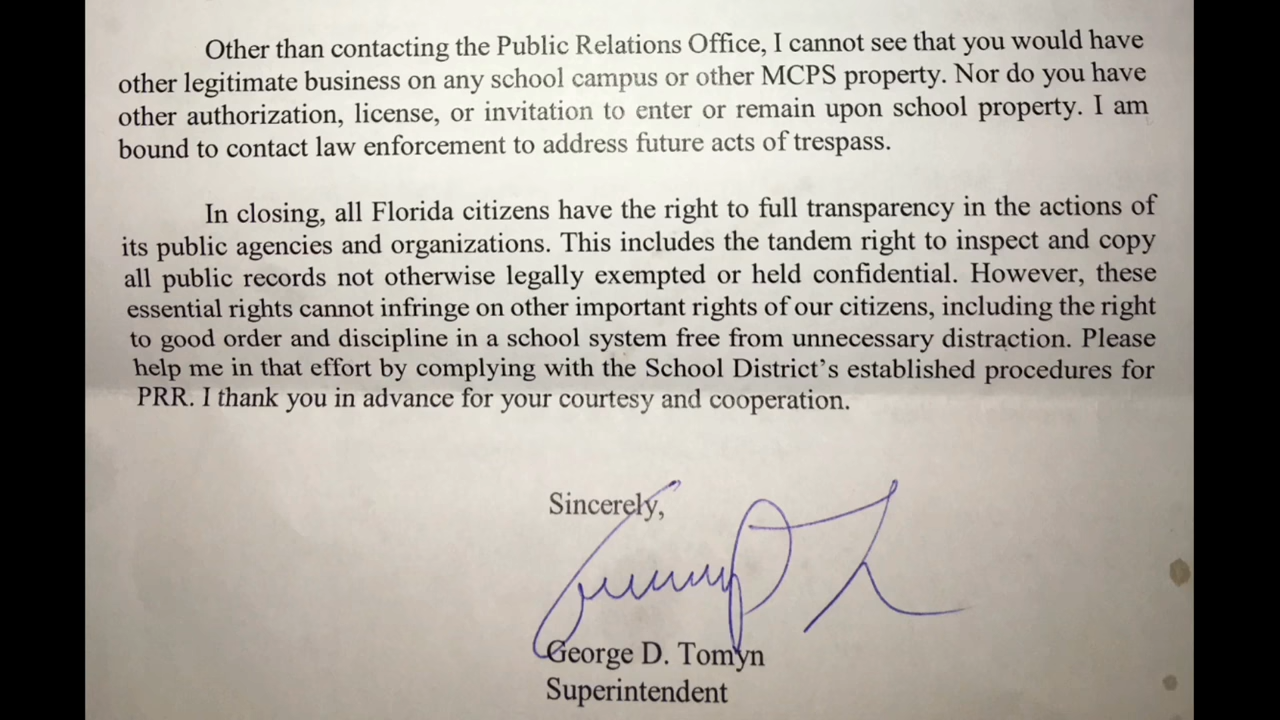 Other than contacting the Public Relations Office, I cannot see that you would have
other legitimate business on any school campus or other MCPS property. Nor do you have
other authorization, license, or invitation to enter or remain upon school property. I am
bound to contact law enforcement to address future acts of trespass.
In closing, all Florida citizens have the right to full transparency in the actions of
its public agencies and organizations. This includes the tandem right to inspect and copy
all public records not otherwise legally exempted or held confidential. However, these
essential rights cannot infringe on other important rights of our citizens, including the right
to good order and discipline in a school system free from unnecessary distraction. Please
help me in that effort by complying with the School District's established procedures for
PRR. I thank you in advance for your courtesy and cooperation.
Sincerely,
George D. Tomyn
Superintendent